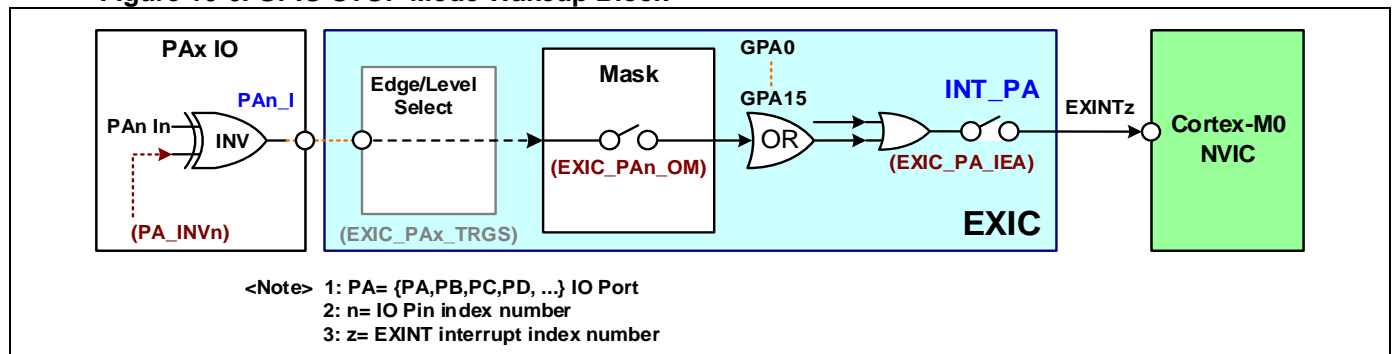 PAx IO
PAn_I
PAn In
INV
(PA_INVn)
Edge/Level
Select
(EXIC_PAx_TRGS)
Mask
(EXIC_PAn_OM)
GPA0
GPA15
OR
INT_PA
(EXIC_PA_IEA)
EXIC
EXINTz
Cortex-M0
NVIC
<Note> 1: PA= {PA,PB,PC,PD, ...} IO Port
2: n= IO Pin index number
3: z= EXINT interrupt index number